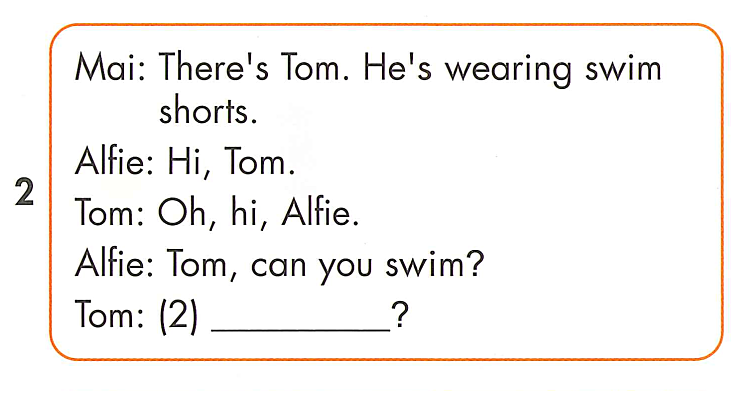 Mai: There's Tom. He's wearing swim
shorts.
Alfie: Hi, Tom.
2
Tom: Oh, hi, Alfie.
Alfie: Tom, can you swim?
Tom: (2) __________?